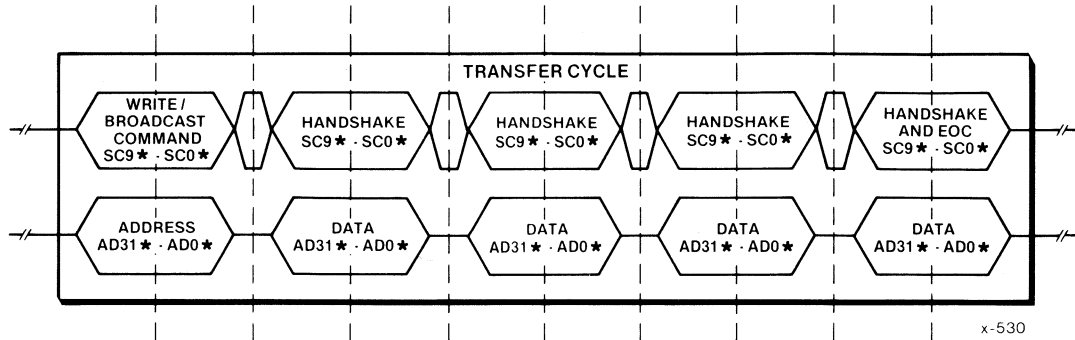 TRANSFER CYCLE
WRITE /
BROADCAST
COMMAND
SC9★ - SC0★
HANDSHAKE
SC9★ - SC0★
HANDSHAKE
SC9★ - SC0★
HANDSHAKE
SC9★ - SC0★
HANDSHAKE
AND EOC
SC9★ - SC0★
ADDRESS
AD31★ - AD0★
DATA
AD31★ - AD0★
DATA
AD31★ - AD0★
DATA
AD31★ - AD0★
DATA
AD31★ - AD0★
x-530